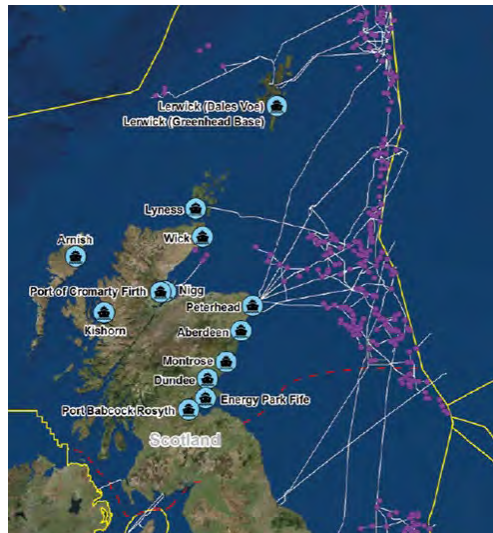 Lerwick (Dales Voe)
Lerwick (Greenhead Base)
Lyness
Wick
Arnish
Port of Cromarty Firth
Nigg
Kishorn
Peterhead
Aberdeen
Montrose
Dundee
Energy Park Fife
Port Babcock Rosyth
Scotland